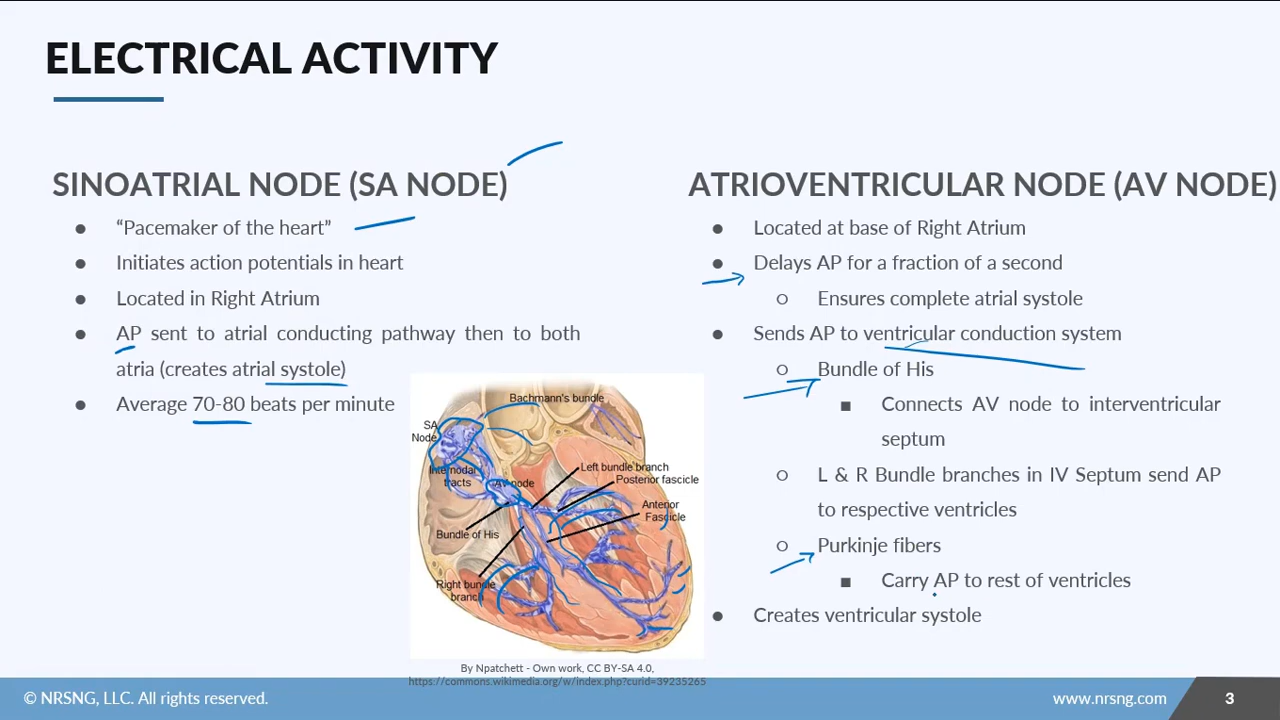 ELECTRICAL ACTIVITY
SINOATRIAL NODE (SA NODE)
● “Pacemaker of the heart”
● Initiates action potentials in heart
● Located in Right Atrium
● AP sent to atrial conducting pathway then to both
atria (creates atrial systole)
● Average 70-80 beats per minute
ATRIOVENTRICULAR NODE (AV NODE)
● Located at base of Right Atrium
● Delays AP for a fraction of a second
○ Ensures complete atrial systole
● Sends AP to ventricular conduction system
○ Bundle of His
■ Connects AV node to interventricular
septum
○ L & R Bundle branches in IV Septum send AP
to respective ventricles
○ Purkinje fibers
■ Carry AP to rest of ventricles
● Creates ventricular systole
Bachmann's bundle
SA
Node
Internodal
tracts
AV node
Left bundle branch
Posterior fascicle
Anterior
Fascicle
Bundle of His
Right bundle
branch
By Npatchett - Own work, CC BY-SA 4.0,
https://commons.wikimedia.org/w/index.php?curid=39235265
© NRSNG, LLC. All rights reserved.
www.nrsng.com
3